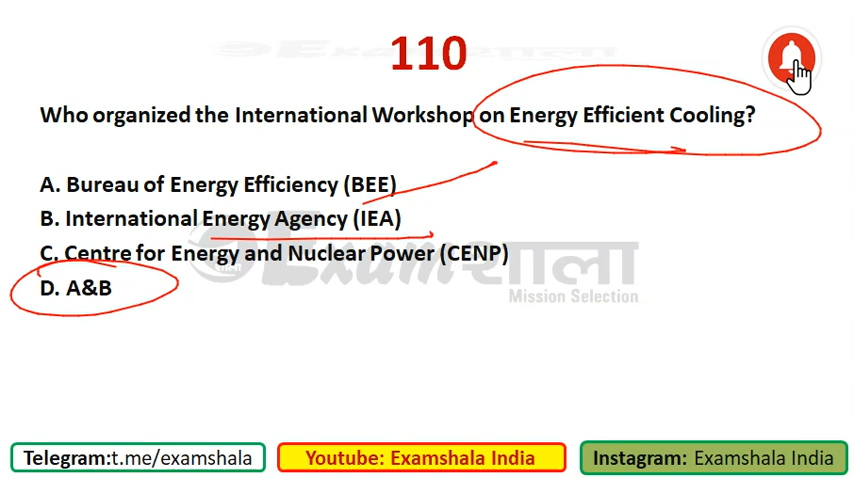 110
Who organized the International Workshop on Energy Efficient Cooling?
A. Bureau of Energy Efficiency (BEE)
B. International Energy Agency (IEA)
C. Centre for Energy and Nuclear Power (CENP)
D. A&B
Examशाला
Mission Selection
Telegram:t.me/examshala
Youtube: Examshala India
Instagram: Examshala India